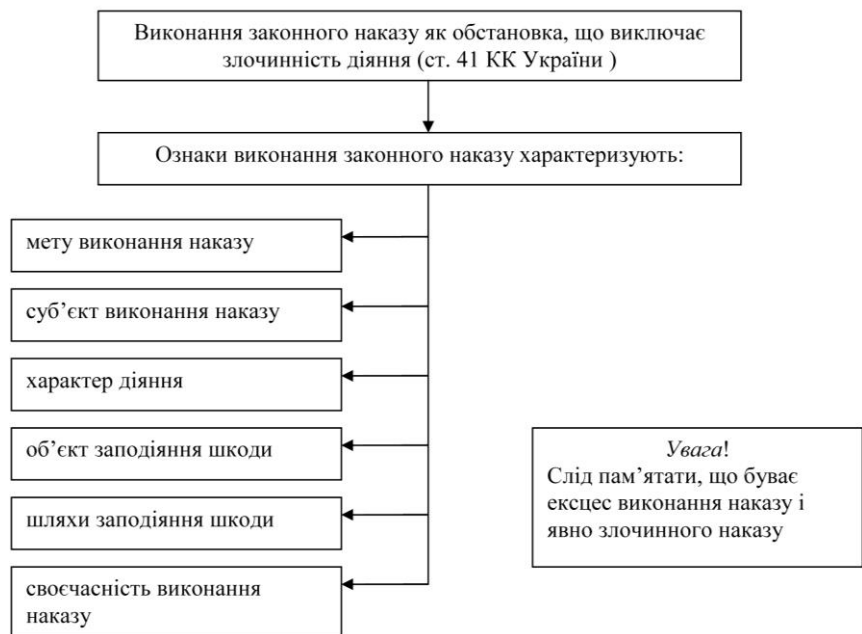 Виконання законного наказу як обстановка, що виключає
злочинність діяння (ст. 41 КК України )
Ознаки виконання законного наказу характеризують:
мету виконання наказу
суб’єкт виконання наказу
характер діяння
об’єкт заподіяння шкоди
шляхи заподіяння шкоди
своєчасність виконання
наказу
Увага!
Слід пам’ятати, що буває
ексцес виконання наказу і
явно злочинного наказу